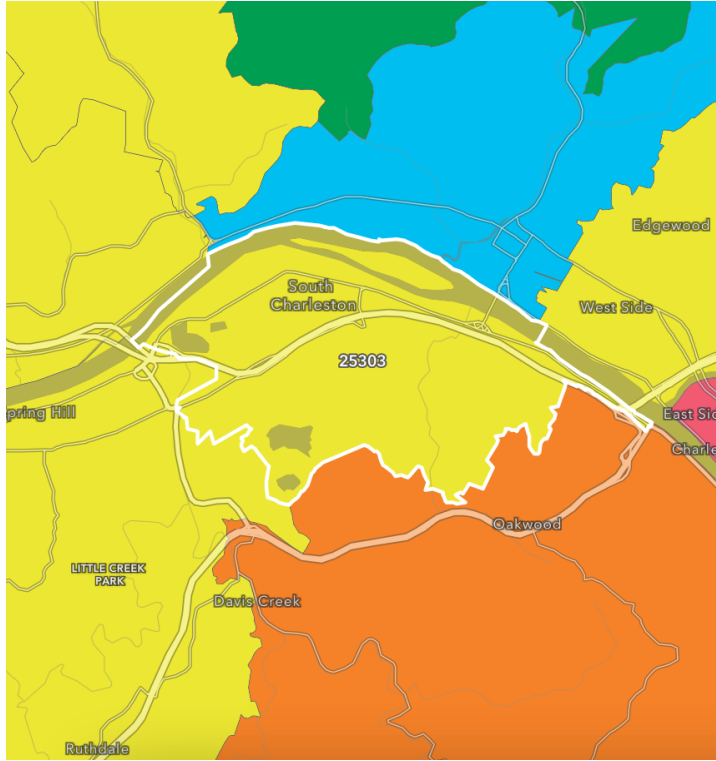 Edgewood
South
Charleston
West Side
25303
pring Hill
East Sid
Charle
Oakwood
LITTLE CREEK
PARK
Davis Creek
Ruthdale